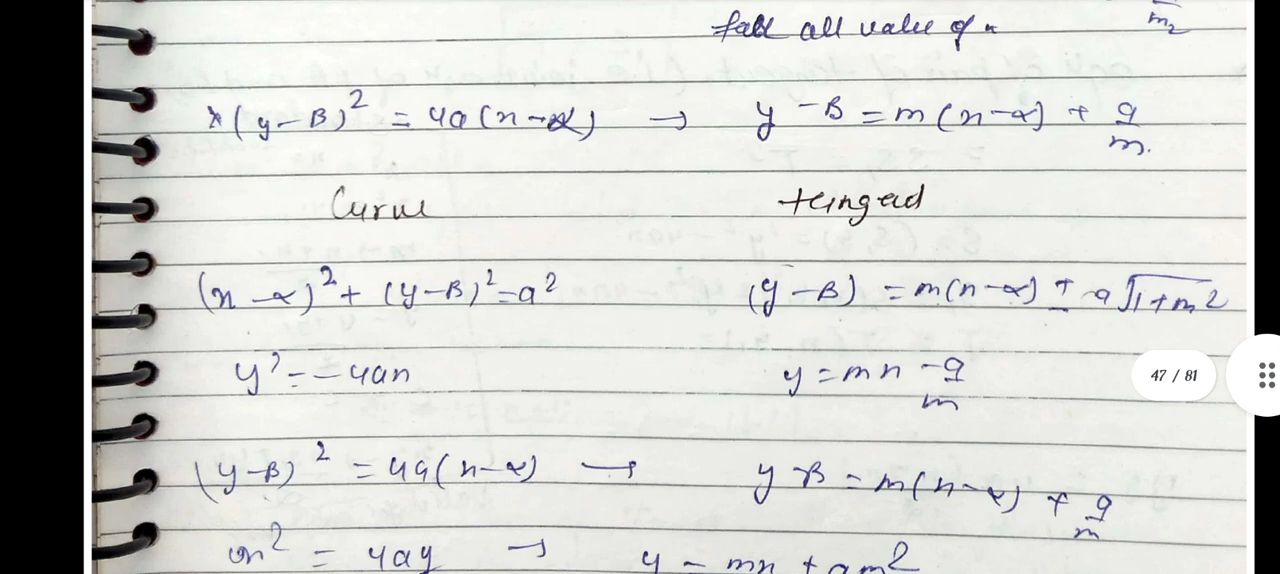 all value of x
m₂
*(y-β)² = 4a(x-α) → y-β = m(x-α) + a/m.
Curve tangent
(x-α)² + (y-β)² = a² (y-β) = m(x-α) ± a√1+m²
y² = -4ax y = mx - a/m
47 / 81
(y-β)² = 4a(x-α) → y-β = m(x-α) + a/m
x² = 4ay → y = mx + am²